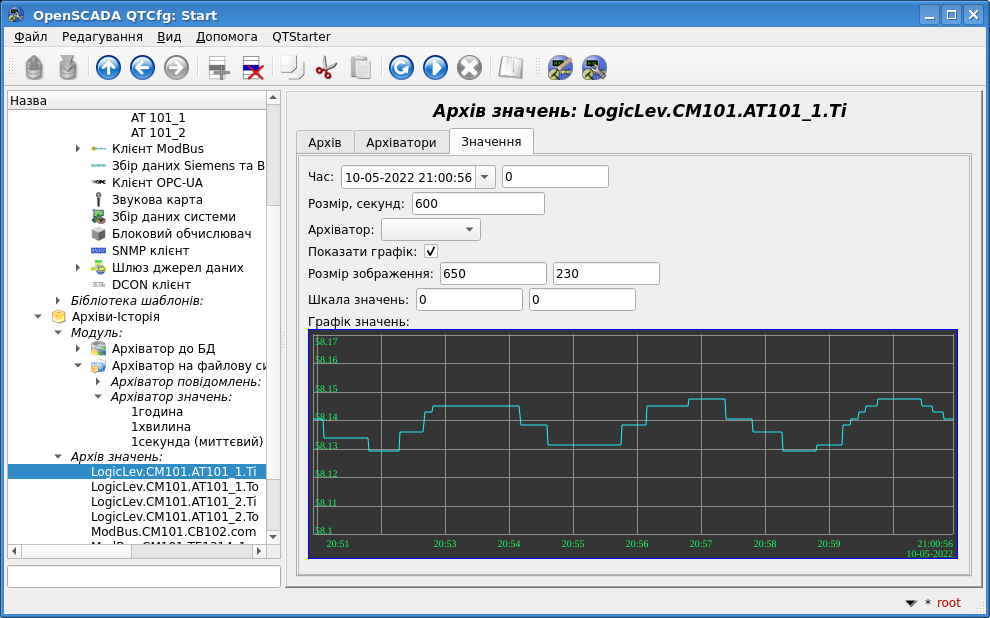 OpenSCADA QTCfg: Start
Файл Редагування Вид Допомога QTStarter
Назва
AT 101_1
AT 101_2
Клієнт ModBus
Збір даних Siemens та B
Клієнт OPC-UA
Звукова карта
Збір даних системи
Блоковий обчислювач
SNMP клієнт
Шлюз джерел даних
DCON клієнт
Бібліотека шаблонів:
Архіви-Історія
Модуль:
Архіватор до БД
Архіватор на файлову си
Архіватор повідомлень:
Архіватор значень:
1година
1хвилина
1секунда (миттєвий)
Архів значень:
LogicLev.CM101.AT101_1.Ti
LogicLev.CM101.AT101_1.To
LogicLev.CM101.AT101_2.Ti
LogicLev.CM101.AT101_2.To
ModBus.CM101.CB102.com
Архів значень: LogicLev.CM101.AT101_1.Ti
Архів Архіватори Значення
Час: 10-05-2022 21:00:56 0
Розмір, секунд: 600
Архіватор:
Показати графік:
Розмір зображення: 650 230
Шкала значень: 0 0
Графік значень:
58.17
58.16
58.15
58.14
58.13
58.12
58.11
58.1
20:51 20:53 20:54 20:55 20:56 20:57 20:58 20:59 21:00:56
10-05-2022
* root